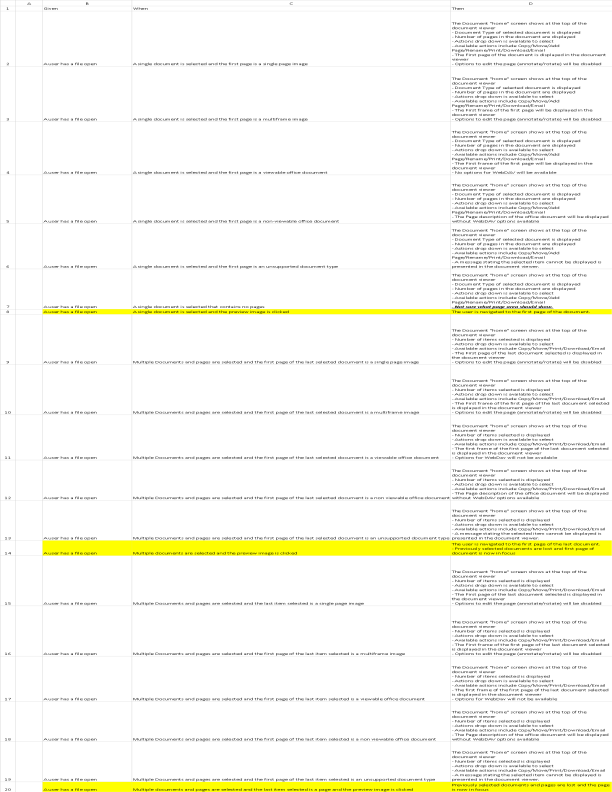 A B C D
1 Given When Then
The Document "home" screen shows at the top of the
document viewer
- Document Type of selected document is displayed
- Number of pages in the document are displayed
- Actions drop down is available to select
- Available actions include Copy/Move/Add
Page/Rename/Print/Download/Email
- The First page of the document is displayed in the document
viewer
2 A user has a file open A single document is selected and the first page is a single page image - Options to edit the page (annotate/rotate) will be disabled
The Document "home" screen shows at the top of the
document viewer
- Document Type of selected document is displayed
- Number of pages in the document are displayed
- Actions drop down is available to select
- Available actions include Copy/Move/Add
Page/Rename/Print/Download/Email
- The First frame of the first page will be displayed in the
document viewer
3 A user has a file open A single document is selected and the first page is a multiframe image - Options to edit the page (annotate/rotate) will be disabled
The Document "home" screen shows at the top of the
document viewer
- Document Type of selected document is displayed
- Number of pages in the document are displayed
- Actions drop down is available to select
- Available actions include Copy/Move/Add
Page/Rename/Print/Download/Email
- The First frame of the first page will be displayed in the
document viewer
4 A user has a file open A single document is selected and the first page is a viewable office document - No options for WebDAV will be available
The Document "home" screen shows at the top of the
document viewer
- Document Type of selected document is displayed
- Number of pages in the document are displayed
- Actions drop down is available to select
- Available actions include Copy/Move/Add
Page/Rename/Print/Download/Email
- The Page description of the office document will be displayed
5 A user has a file open A single document is selected and the first page is a non-viewable office document without WebDAV options available
The Document "home" screen shows at the top of the
document viewer
- Document Type of selected document is displayed
- Number of pages in the document are displayed
- Actions drop down is available to select
- Available actions include Copy/Move/Add
Page/Rename/Print/Download/Email
- A message stating the selected item cannot be displayed is
6 A user has a file open A single document is selected and the first page is an unsupported document type presented in the document viewer.
The Document "home" screen shows at the top of the
document viewer
- Document Type of selected document is displayed
- Number of pages in the document are displayed
- Actions drop down is available to select
- Available actions include Copy/Move/Add
Page/Rename/Print/Download/Email
7 A user has a file open A single document is selected that contains no pages - Not sure what page area should show.
8 A user has a file open A single document is selected and the preview image is clicked The user is navigated to the first page of the document.
The Document "home" screen shows at the top of the
document viewer
- Number of items selected is displayed
- Actions drop down is available to select
- Available actions include Copy/Move/Print/Download/Email
- The First page of the last document selected is displayed in
the document viewer
9 A user has a file open Multiple Documents and pages are selected and the first page of the last selected document is a single page image - Options to edit the page (annotate/rotate) will be disabled
The Document "home" screen shows at the top of the
document viewer
- Number of items selected is displayed
- Actions drop down is available to select
- Available actions include Copy/Move/Print/Download/Email
- The First frame of the first page of the last document selected
is displayed in the document viewer
10 A user has a file open Multiple Documents and pages are selected and the first page of the last selected document is a multiframe image - Options to edit the page (annotate/rotate) will be disabled
The Document "home" screen shows at the top of the
document viewer
- Number of items selected is displayed
- Actions drop down is available to select
- Available actions include Copy/Move/Print/Download/Email
- The first frame of the first page of the last document selected
is displayed in the document viewer
11 A user has a file open Multiple Documents and pages are selected and the first page of the last selected document is a viewable office document - Options for WebDav will not be available
The Document "home" screen shows at the top of the
document viewer
- Number of items selected is displayed
- Actions drop down is available to select
- Available actions include Copy/Move/Print/Download/Email
- The Page description of the office document will be displayed
12 A user has a file open Multiple Documents and pages are selected and the first page of the last selected document is a non viewable office document without WebDAV options available
The Document "home" screen shows at the top of the
document viewer
- Number of items selected is displayed
- Actions drop down is available to select
- Available actions include Copy/Move/Print/Download/Email
- A message stating the selected item cannot be displayed is
13 A user has a file open Multiple Documents and pages are selected and the first page of the last selected document is an unsupported document type presented in the document viewer.
The user is navigated to the first page of the last document.
- Previously selected documents are lost and first page of
14 A user has a file open Multiple documents are selected and the preview image is clicked document is now in focus
The Document "home" screen shows at the top of the
document viewer
- Number of items selected is displayed
- Actions drop down is available to select
- Available actions include Copy/Move/Print/Download/Email
- The First page of the last document selected is displayed in
the document viewer
15 A user has a file open Multiple Documents and pages are selected and the last item selected is a single page image - Options to edit the page (annotate/rotate) will be disabled
The Document "home" screen shows at the top of the
document viewer
- Number of items selected is displayed
- Actions drop down is available to select
- Available actions include Copy/Move/Print/Download/Email
- The First frame of the first page of the last document selected
is displayed in the document viewer
16 A user has a file open Multiple Documents and pages are selected and the first page of the last item selected is a multiframe image - Options to edit the page (annotate/rotate) will be disabled
The Document "home" screen shows at the top of the
document viewer
- Number of items selected is displayed
- Actions drop down is available to select
- Available actions include Copy/Move/Print/Download/Email
- The first frame of the first page of the last document selected
is displayed in the document viewer
17 A user has a file open Multiple Documents and pages are selected and the first page of the last item selected is a viewable office document - Options for WebDav will not be available
The Document "home" screen shows at the top of the
document viewer
- Number of items selected is displayed
- Actions drop down is available to select
- Available actions include Copy/Move/Print/Download/Email
- The Page description of the office document will be displayed
18 A user has a file open Multiple Documents and pages are selected and the first page of the last item selected is a non viewable office document without WebDAV options available
The Document "home" screen shows at the top of the
document viewer
- Number of items selected is displayed
- Actions drop down is available to select
- Available actions include Copy/Move/Print/Download/Email
- A message stating the selected item cannot be displayed is
19 A user has a file open Multiple Documents and pages are selected and the first page of the last item selected is an unsupported document type presented in the document viewer.
Previously selected documents and pages are lost and this page
20 A user has a file open Multiple documents and pages are selected and the last item selected is a page and the preview image is clicked is now in focus